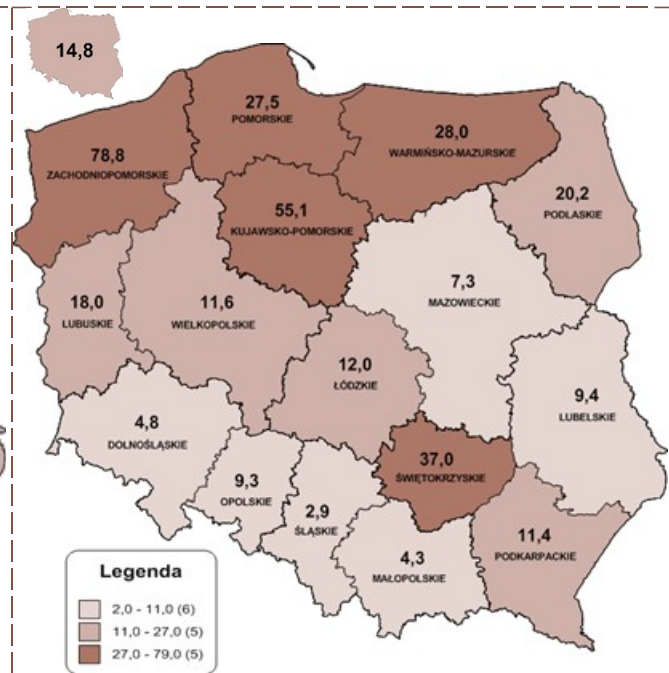 14,8
27,5
POMORSKIE
28,0
WARMIŃSKO-MAZURSKIE
78,8
ZACHODNIOPOMORSKIE
20,2
PODLASKIE
55,1
KUJAWSKO-POMORSKIE
7,3
MAZOWIECKIE
18,0
LUBUSKIE
11,6
WIELKOPOLSKIE
12,0
ŁÓDZKIE
9,4
LUBELSKIE
4,8
DOLNOŚLĄSKIE
37,0
ŚWIĘTOKRZYSKIE
9,3
OPOLSKIE
2,9
ŚLĄSKIE
11,4
PODKARPACKIE
4,3
MAŁOPOLSKIE
Legenda
2,0 - 11,0 (6)
11,0 - 27,0 (5)
27,0 - 79,0 (5)